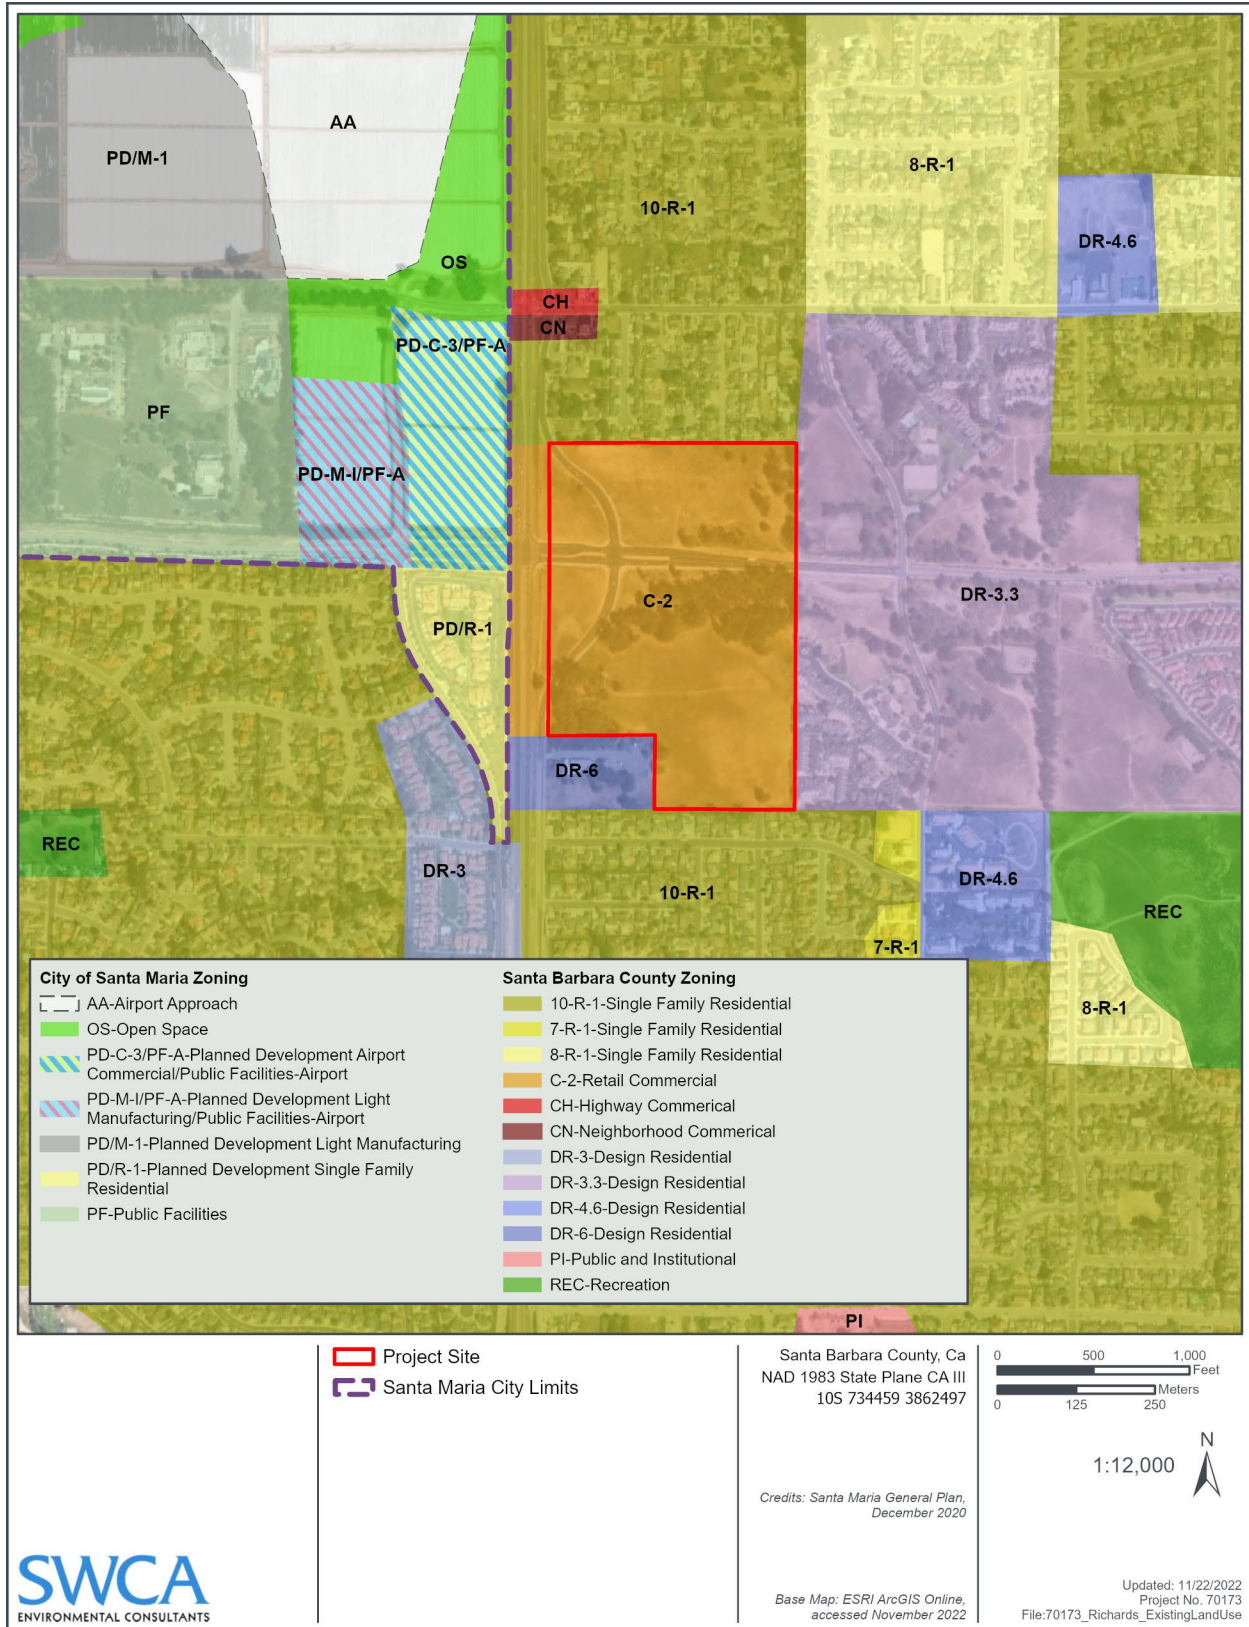 AA
PD/M-1
8-R-1
10-R-1
DR-4.6
OS
CH
CN
PD-C-3/PF-A
PF
PD-M-I/PF-A
C-2
DR-3.3
PD/R-1
DR-6
REC
DR-3
10-R-1
DR-4.6
REC
7-R-1
8-R-1
City of Santa Maria Zoning
AA-Airport Approach
OS-Open Space
PD-C-3/PF-A-Planned Development Airport
Commercial/Public Facilities-Airport
PD-M-I/PF-A-Planned Development Light
Manufacturing/Public Facilities-Airport
PD/M-1-Planned Development Light Manufacturing
PD/R-1-Planned Development Single Family
Residential
PF-Public Facilities
Santa Barbara County Zoning
10-R-1-Single Family Residential
7-R-1-Single Family Residential
8-R-1-Single Family Residential
C-2-Retail Commercial
CH-Highway Commerical
CN-Neighborhood Commerical
DR-3-Design Residential
DR-3.3-Design Residential
DR-4.6-Design Residential
DR-6-Design Residential
PI-Public and Institutional
REC-Recreation
PI
Project Site
Santa Maria City Limits
Santa Barbara County, Ca
NAD 1983 State Plane CA III
10S 734459 3862497
Credits: Santa Maria General Plan,
December 2020
Base Map: ESRI ArcGIS Online,
accessed November 2022
0 500 1,000
Feet
Meters
0 125 250
N
1:12,000
Updated: 11/22/2022
Project No. 70173
File:70173_Richards_ExistingLandUse
SWCA
ENVIRONMENTAL CONSULTANTS